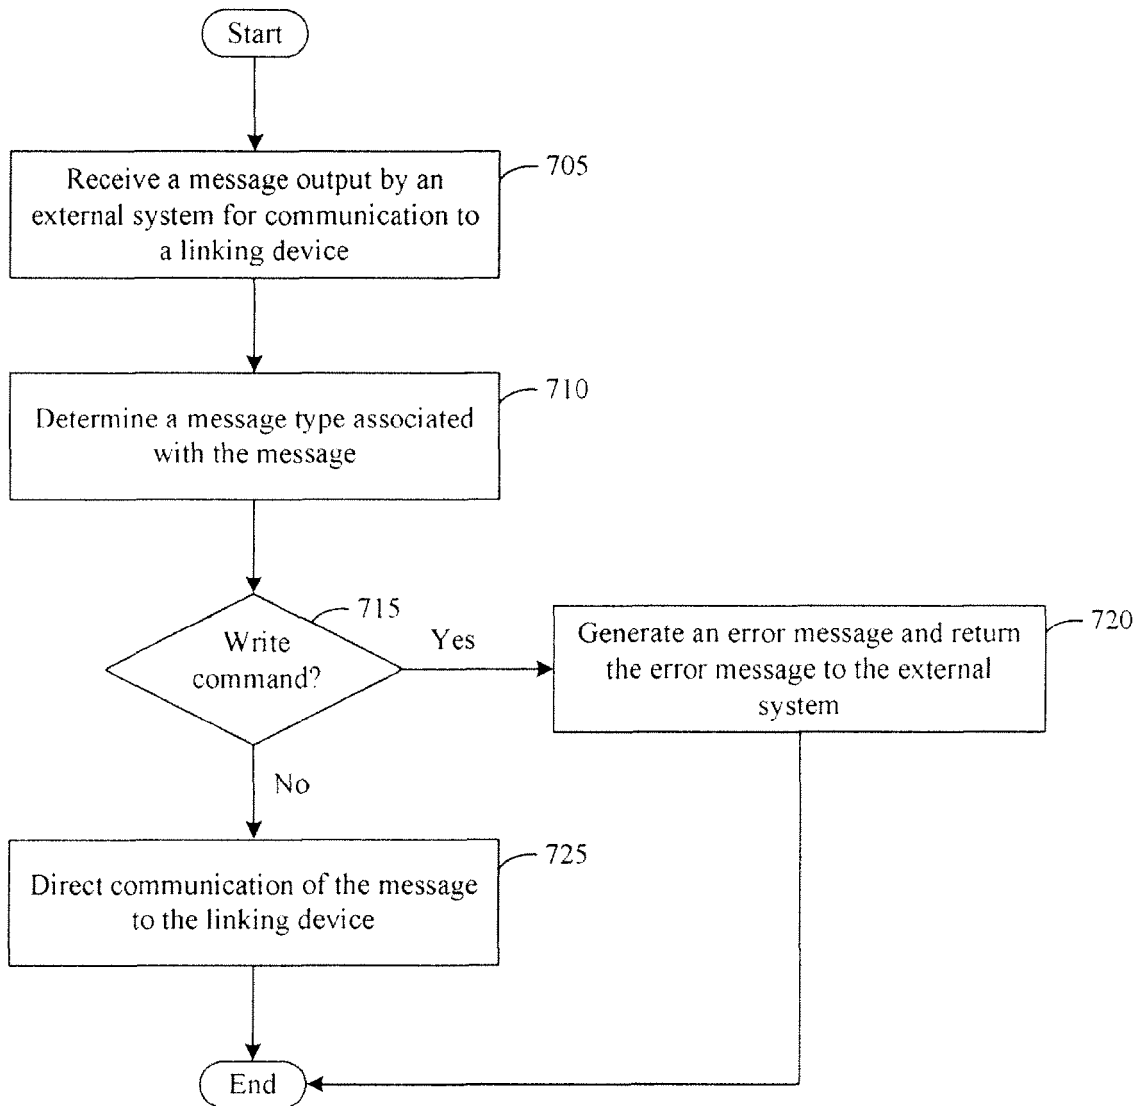 Start
705
Receive a message output by an
external system for communication to
a linking device
710
Determine a message type associated
with the message
715
Write
command?
Yes
720
Generate an error message and return
the error message to the external
system
No
725
Direct communication of the message
to the linking device
End